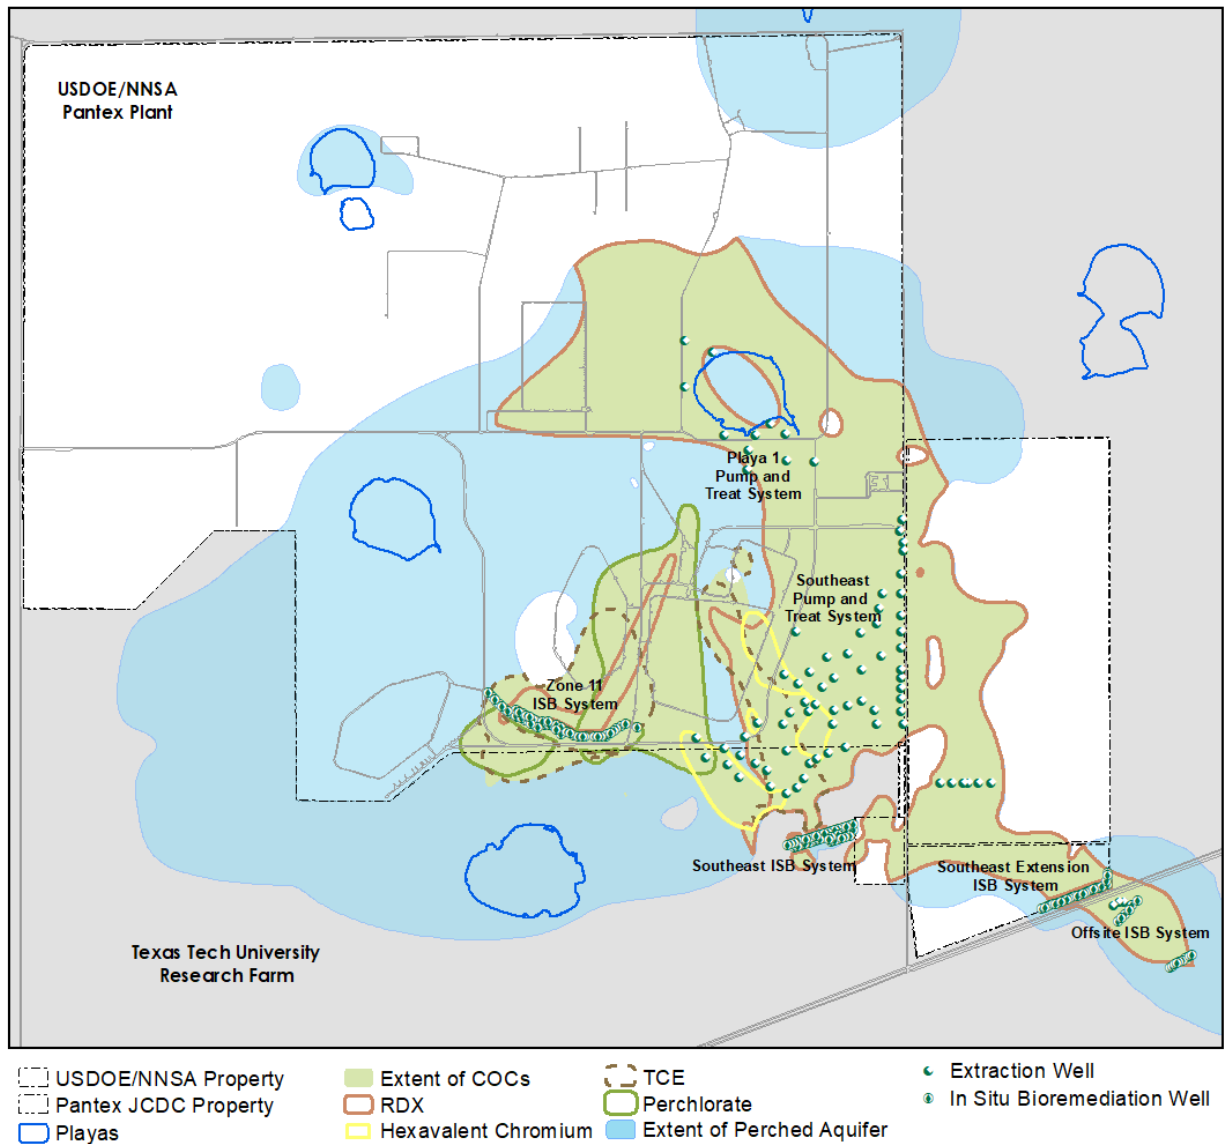 USDOE/NNSA
Pantex Plant
Playa 1
Pump and
Treat System
Southeast
Pump and
Treat System
Zone 11
ISB System
Southeast ISB System
Southeast Extension
ISB System
Offsite ISB System
Texas Tech University
Research Farm
USDOE/NNSA Property
Pantex JCDC Property
Playas
Extent of COCs
RDX
Hexavalent Chromium
TCE
Perchlorate
Extent of Perched Aquifer
Extraction Well
In Situ Bioremediation Well